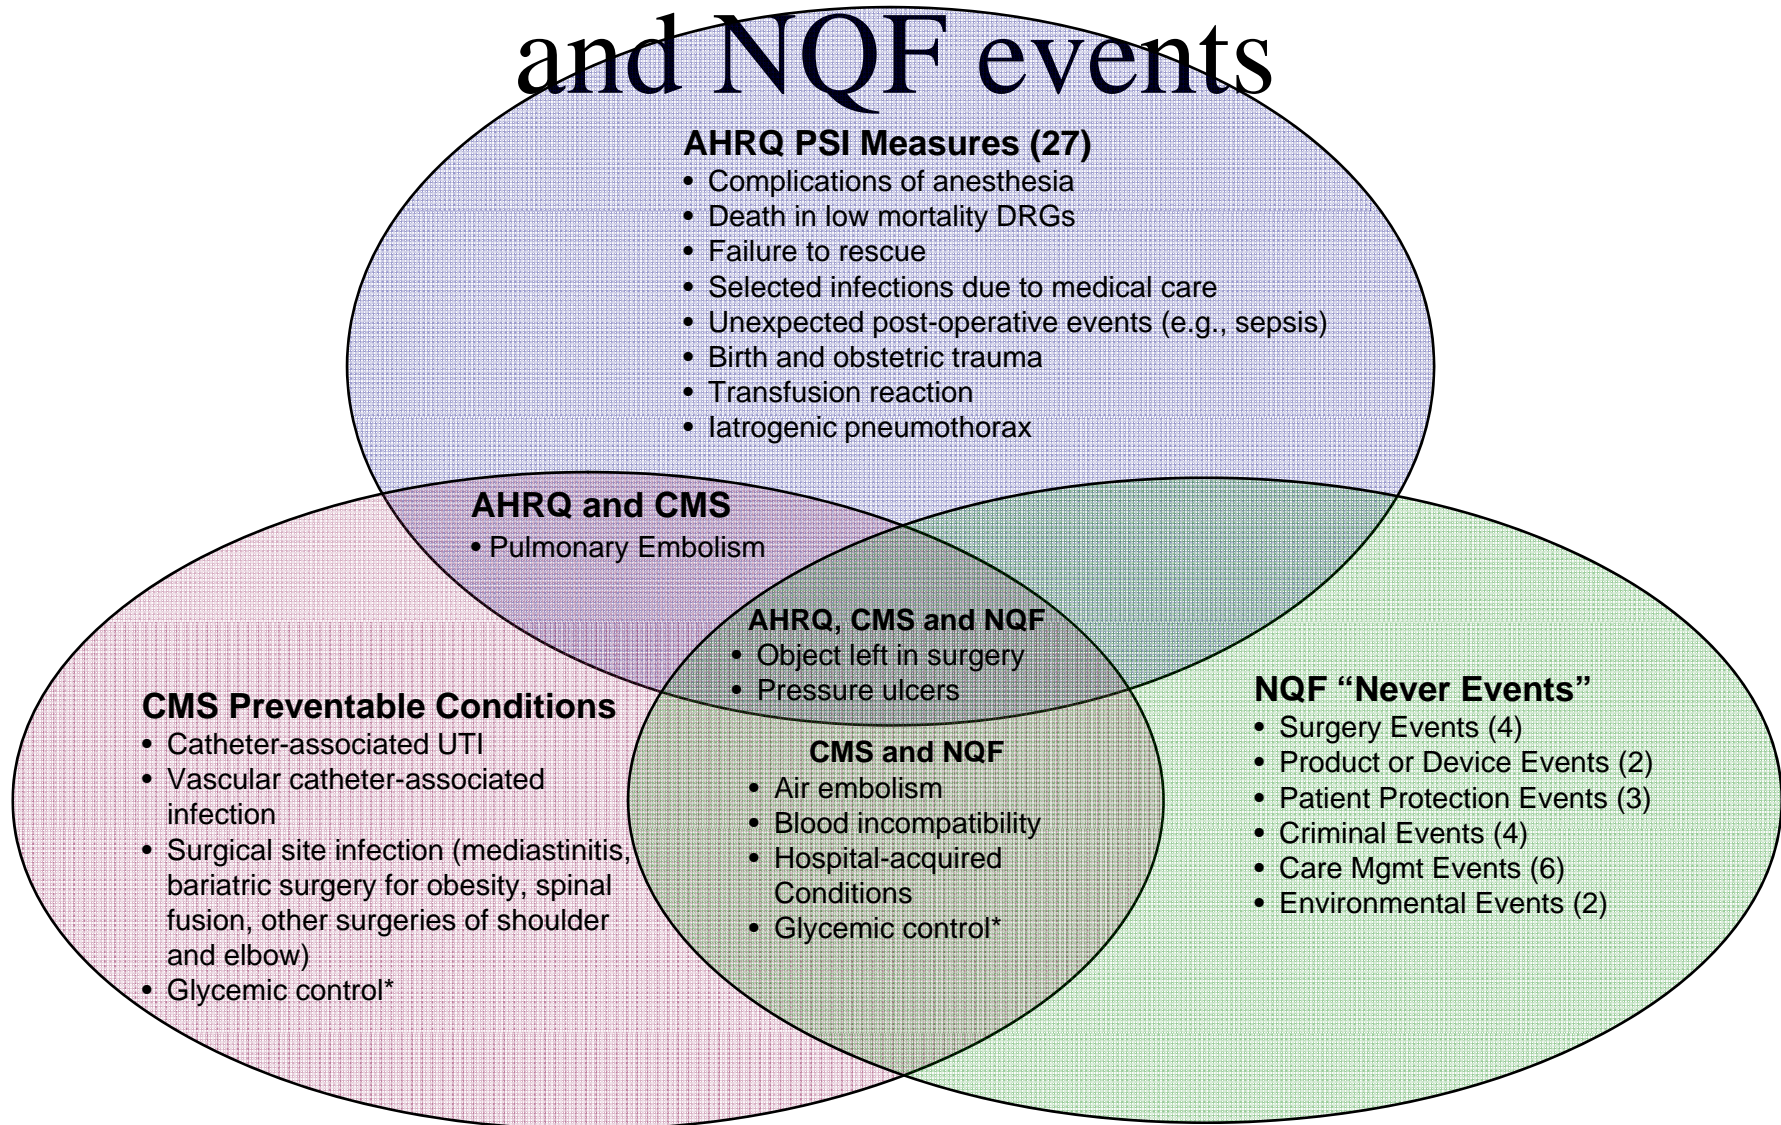 and NQF events
AHRQ PSI Measures (27)
• Complications of anesthesia
• Death in low mortality DRGs
• Failure to rescue
• Selected infections due to medical care
• Unexpected post-operative events (e.g., sepsis)
• Birth and obstetric trauma
• Transfusion reaction
• Iatrogenic pneumothorax
AHRQ and CMS
• Pulmonary Embolism
AHRQ, CMS and NQF
• Object left in surgery
• Pressure ulcers
CMS Preventable Conditions
• Catheter-associated UTI
• Vascular catheter-associated
infection
• Surgical site infection (mediastinitis,
bariatric surgery for obesity, spinal
fusion, other surgeries of shoulder
and elbow)
• Glycemic control*
CMS and NQF
• Air embolism
• Blood incompatibility
• Hospital-acquired
Conditions
• Glycemic control*
NQF “Never Events”
• Surgery Events (4)
• Product or Device Events (2)
• Patient Protection Events (3)
• Criminal Events (4)
• Care Mgmt Events (6)
• Environmental Events (2)